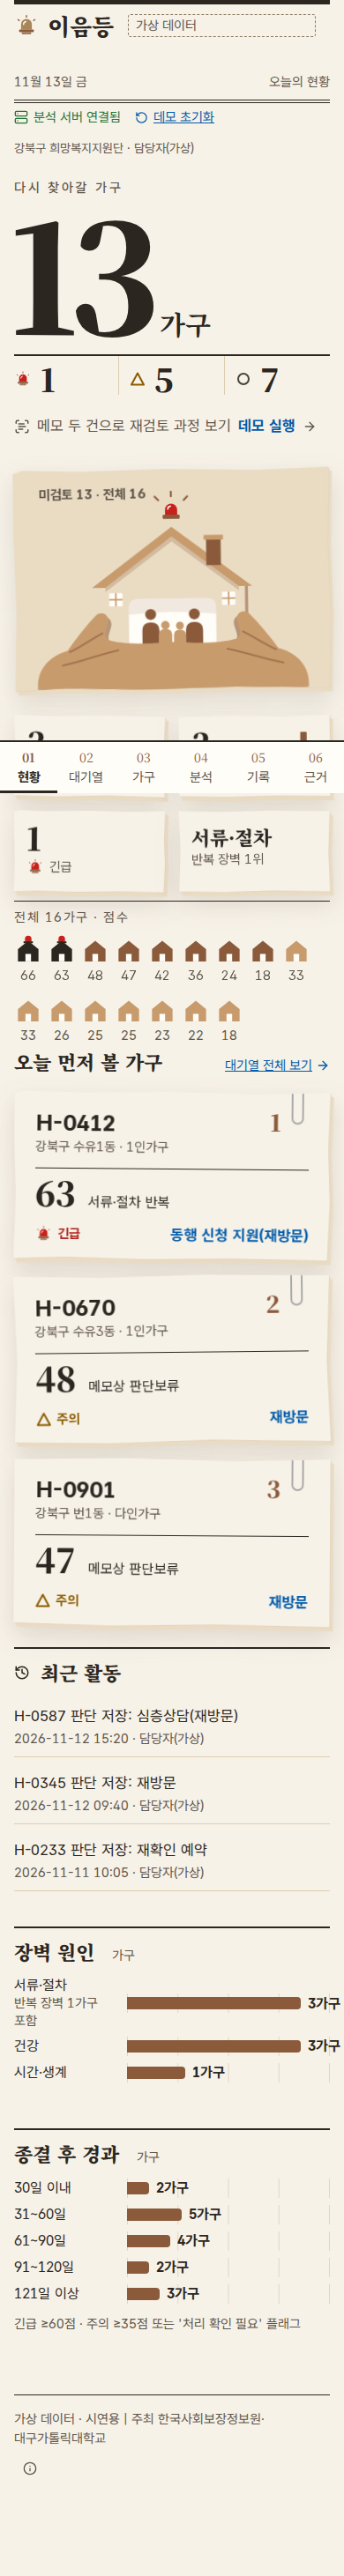 이음등
가상 데이터
11월 13일 금
오늘의 현황
분석 서버 연결됨
데모 초기화
강북구 희망복지지원단 · 담당자(가상)
다시 찾아갈 가구
13 가구
1
5
7
메모 두 건으로 재검토 과정 보기 데모 실행
미검토 13 · 전체 16
01
현황
02
대기열
03
가구
04
분석
05
기록
06
근거
1
긴급
서류·절차
반복 장벽 1위
전체 16가구 · 점수
66 63 48 47 42 36 24 18 33
33 26 25 25 23 22 18
오늘 먼저 볼 가구
대기열 전체 보기
H-0412
1
강북구 수유1동 · 1인가구
63 서류·절차 반복
긴급
동행 신청 지원(재방문)
H-0670
2
강북구 수유3동 · 1인가구
48 메모상 판단보류
주의
재방문
H-0901
3
강북구 번1동 · 다인가구
47 메모상 판단보류
주의
재방문
최근 활동
H-0587 판단 저장: 심층상담(재방문)
2026-11-12 15:20 · 담당자(가상)
H-0345 판단 저장: 재방문
2026-11-12 09:40 · 담당자(가상)
H-0233 판단 저장: 재확인 예약
2026-11-11 10:05 · 담당자(가상)
장벽 원인 가구
서류·절차
반복 장벽 1가구
포함
3가구
건강
3가구
시간·생계
1가구
종결 후 경과 가구
30일 이내
2가구
31~60일
5가구
61~90일
4가구
91~120일
2가구
121일 이상
3가구
긴급 ≥60점 · 주의 ≥35점 또는 '처리 확인 필요' 플래그
가상 데이터 · 시연용 | 주최 한국사회보장정보원·
대구가톨릭대학교